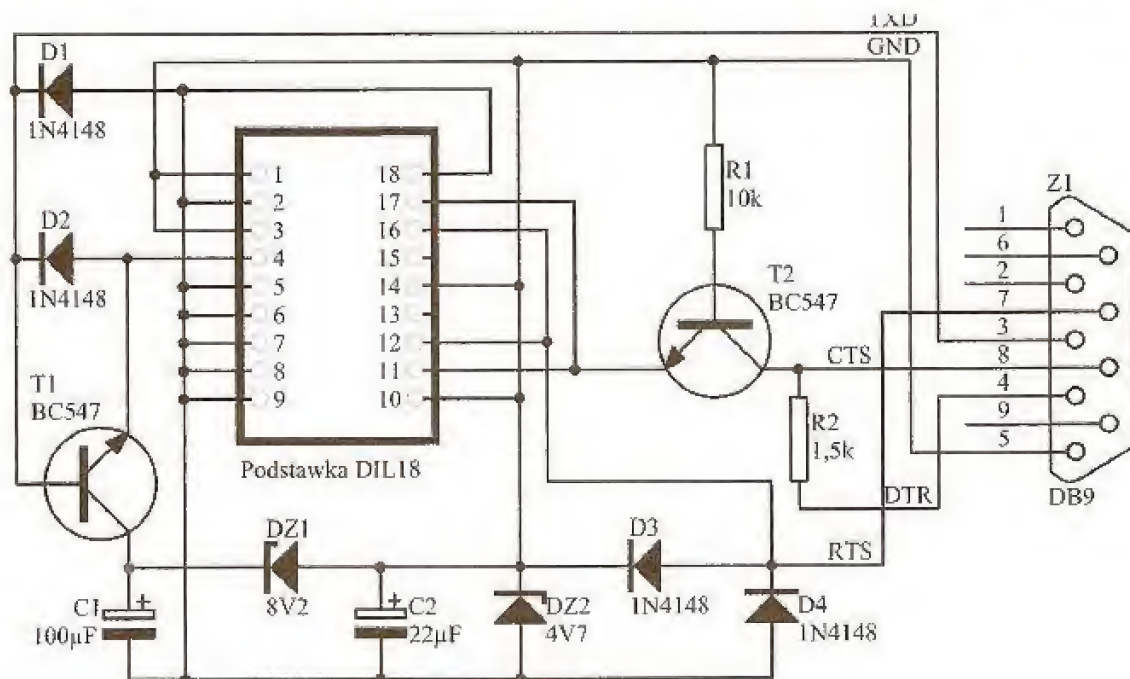 TXD
GND
D1
1N4148
D2
1N4148
T1
BC547
1
2
3
4
5
6
7
8
9
18
17
16
15
14
13
12
11
10
Podstawka DIL18
R1
10k
T2
BC547
CTS
R2
1,5k
DTR
RTS
Z1
1
6
2
7
3
8
4
9
5
DB9
DZ1
8V2
D3
1N4148
C1
+
100µF
+
C2
22µF
DZ2
4V7
D4
1N4148